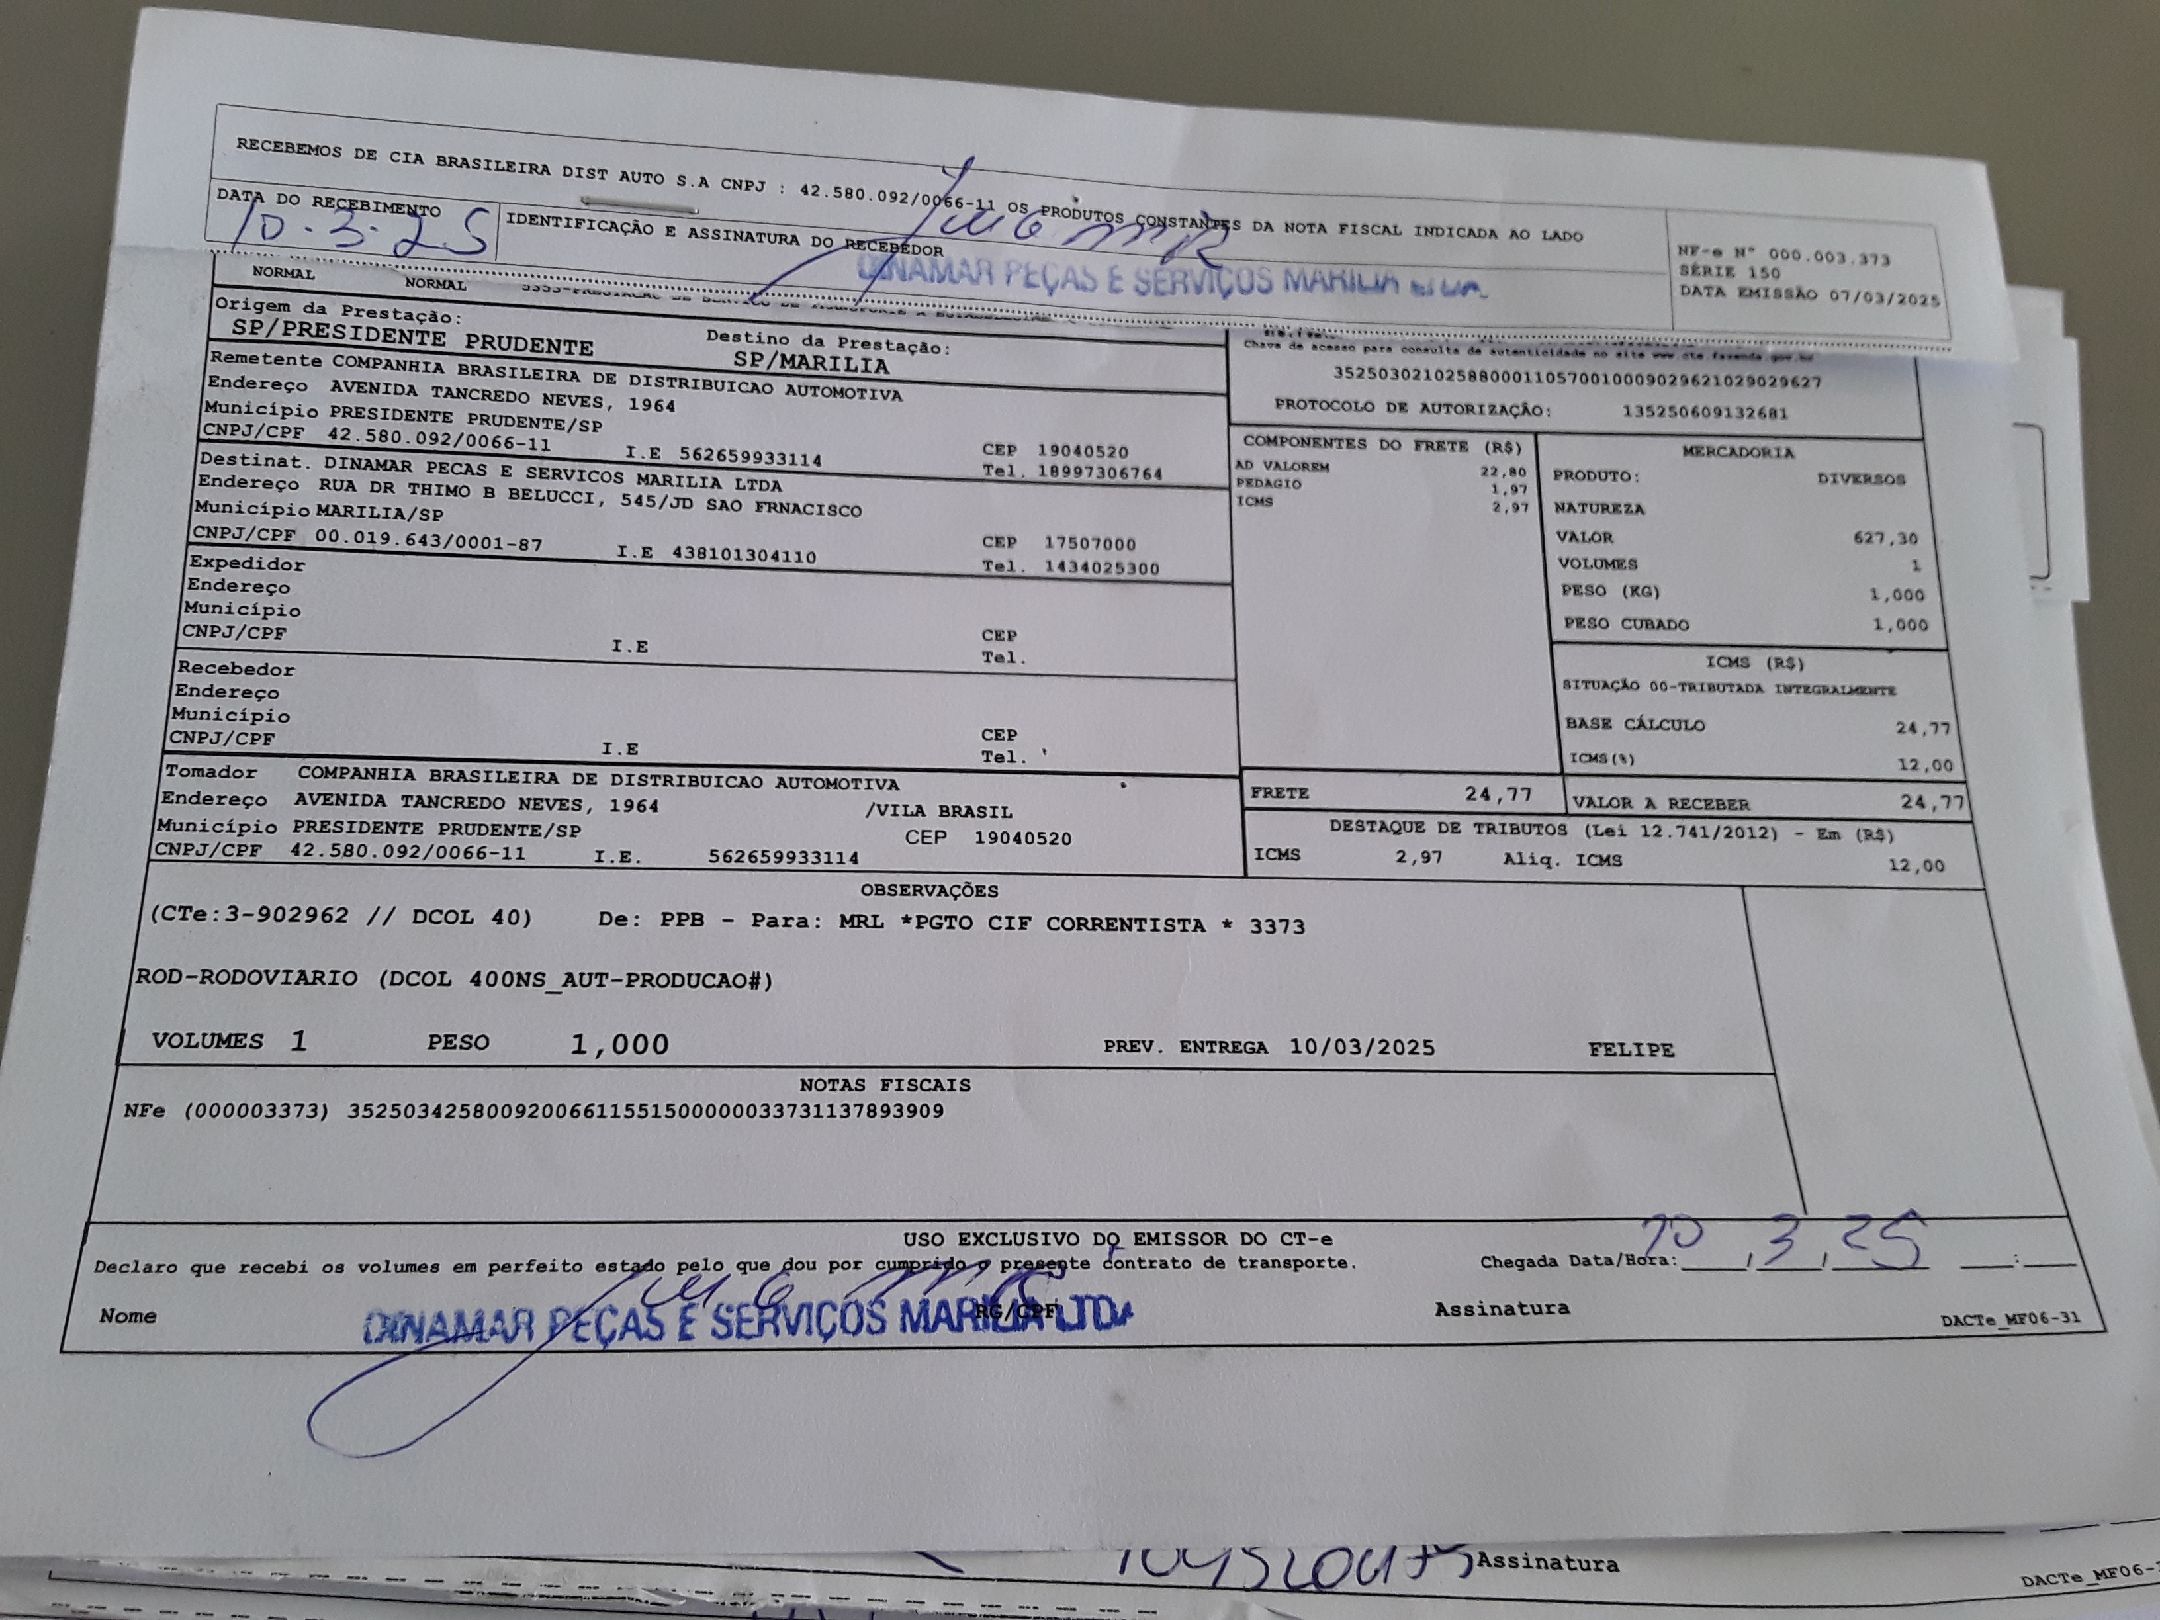 RECEBEMOS DE CIA BRASILEIRA DIST AUTO S.A CNPJ : 42.580.092/0066-11 OS PRODUTOS CONSTANTES DA NOTA FISCAL INDICADA AO LADO
DATA DO RECEBIMENTO
10.3.25
IDENTIFICAÇÃO E ASSINATURA DO RECEBEDOR
DINAMAR PEÇAS E SERVIÇOS MARILIA LTDA
NF-e N° 000.003.373
SÉRIE 150
DATA EMISSÃO 07/03/2025
NORMAL NORMAL
Origem da Prestação:
SP/PRESIDENTE PRUDENTE
Destino da Prestação:
SP/MARILIA
Chave de acesso para consulta de autenticidade no site www.cte.fazenda.gov.br
35250302102588000110570010009029621029029627
PROTOCOLO DE AUTORIZAÇÃO: 135250609132681
Remetente COMPANHIA BRASILEIRA DE DISTRIBUICAO AUTOMOTIVA
Endereço AVENIDA TANCREDO NEVES, 1964
Município PRESIDENTE PRUDENTE/SP
CEP 19040520
CNPJ/CPF 42.580.092/0066-11 I.E 562659933114 Tel. 18997306764
Destinat. DINAMAR PECAS E SERVICOS MARILIA LTDA
Endereço RUA DR THIMO B BELUCCI, 545/JD SAO FRNACISCO
Município MARILIA/SP
CEP 17507000
CNPJ/CPF 00.019.643/0001-87 I.E 438101304110 Tel. 1434025300
Expedidor
Endereço
Município
CEP
CNPJ/CPF I.E Tel.
Recebedor
Endereço
Município
CEP
CNPJ/CPF I.E Tel.
Tomador COMPANHIA BRASILEIRA DE DISTRIBUICAO AUTOMOTIVA
Endereço AVENIDA TANCREDO NEVES, 1964 /VILA BRASIL
Município PRESIDENTE PRUDENTE/SP CEP 19040520
CNPJ/CPF 42.580.092/0066-11 I.E. 562659933114
COMPONENTES DO FRETE (R$)
AD VALOREM 22,80
PEDAGIO 1,97
ICMS 2,97
MERCADORIA
PRODUTO: DIVERSOS
NATUREZA
VALOR 627,30
VOLUMES 1
PESO (KG) 1,000
PESO CUBADO 1,000
ICMS (R$)
SITUAÇÃO 00-TRIBUTADA INTEGRALMENTE
BASE CÁLCULO 24,77
ICMS(%) 12,00
FRETE 24,77
VALOR A RECEBER 24,77
DESTAQUE DE TRIBUTOS (Lei 12.741/2012) - Em (R$)
ICMS 2,97 Aliq. ICMS 12,00
OBSERVAÇÕES
(CTe:3-902962 // DCOL 40) De: PPB - Para: MRL *PGTO CIF CORRENTISTA * 3373
ROD-RODOVIARIO (DCOL 400NS_AUT-PRODUCAO#)
VOLUMES 1 PESO 1,000 PREV. ENTREGA 10/03/2025 FELIPE
NOTAS FISCAIS
NFe (000003373) 35250342580092006611551500000033731137893909
USO EXCLUSIVO DO EMISSOR DO CT-e
Declaro que recebi os volumes em perfeito estado pelo que dou por cumprido o presente contrato de transporte.
Chegada Data/Hora: 10,3,25 :
Nome RG/CPF Assinatura
DINAMAR PEÇAS E SERVIÇOS MARILIA LTDA
DACTe_MF06-31
Assinatura